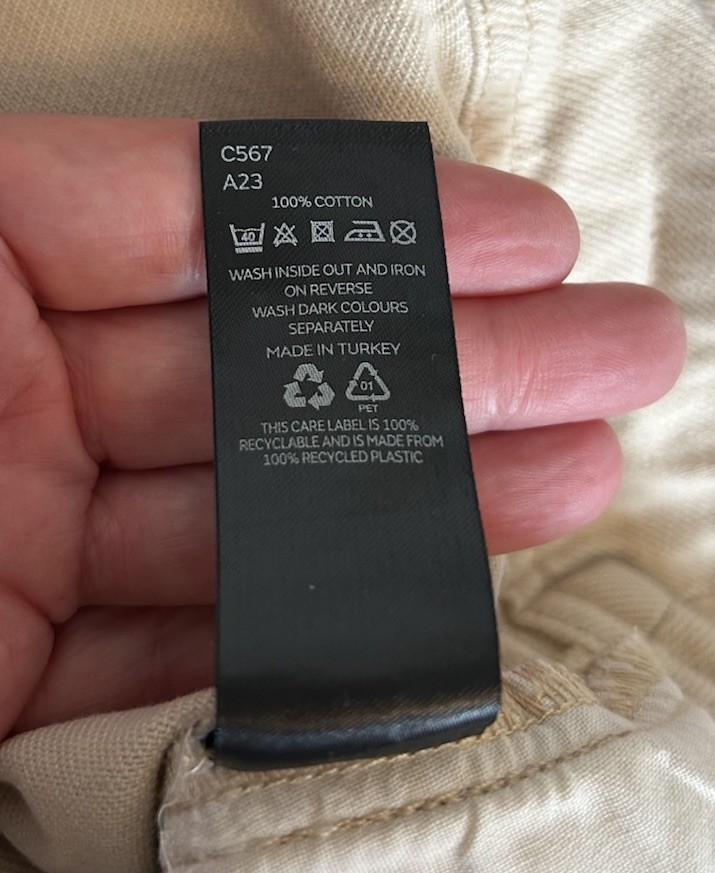 C567
A23
100% COTTON
40
WASH INSIDE OUT AND IRON
ON REVERSE
WASH DARK COLOURS
SEPARATELY
MADE IN TURKEY
01
PET
THIS CARE LABEL IS 100%
RECYCLABLE AND IS MADE FROM
100% RECYCLED PLASTIC